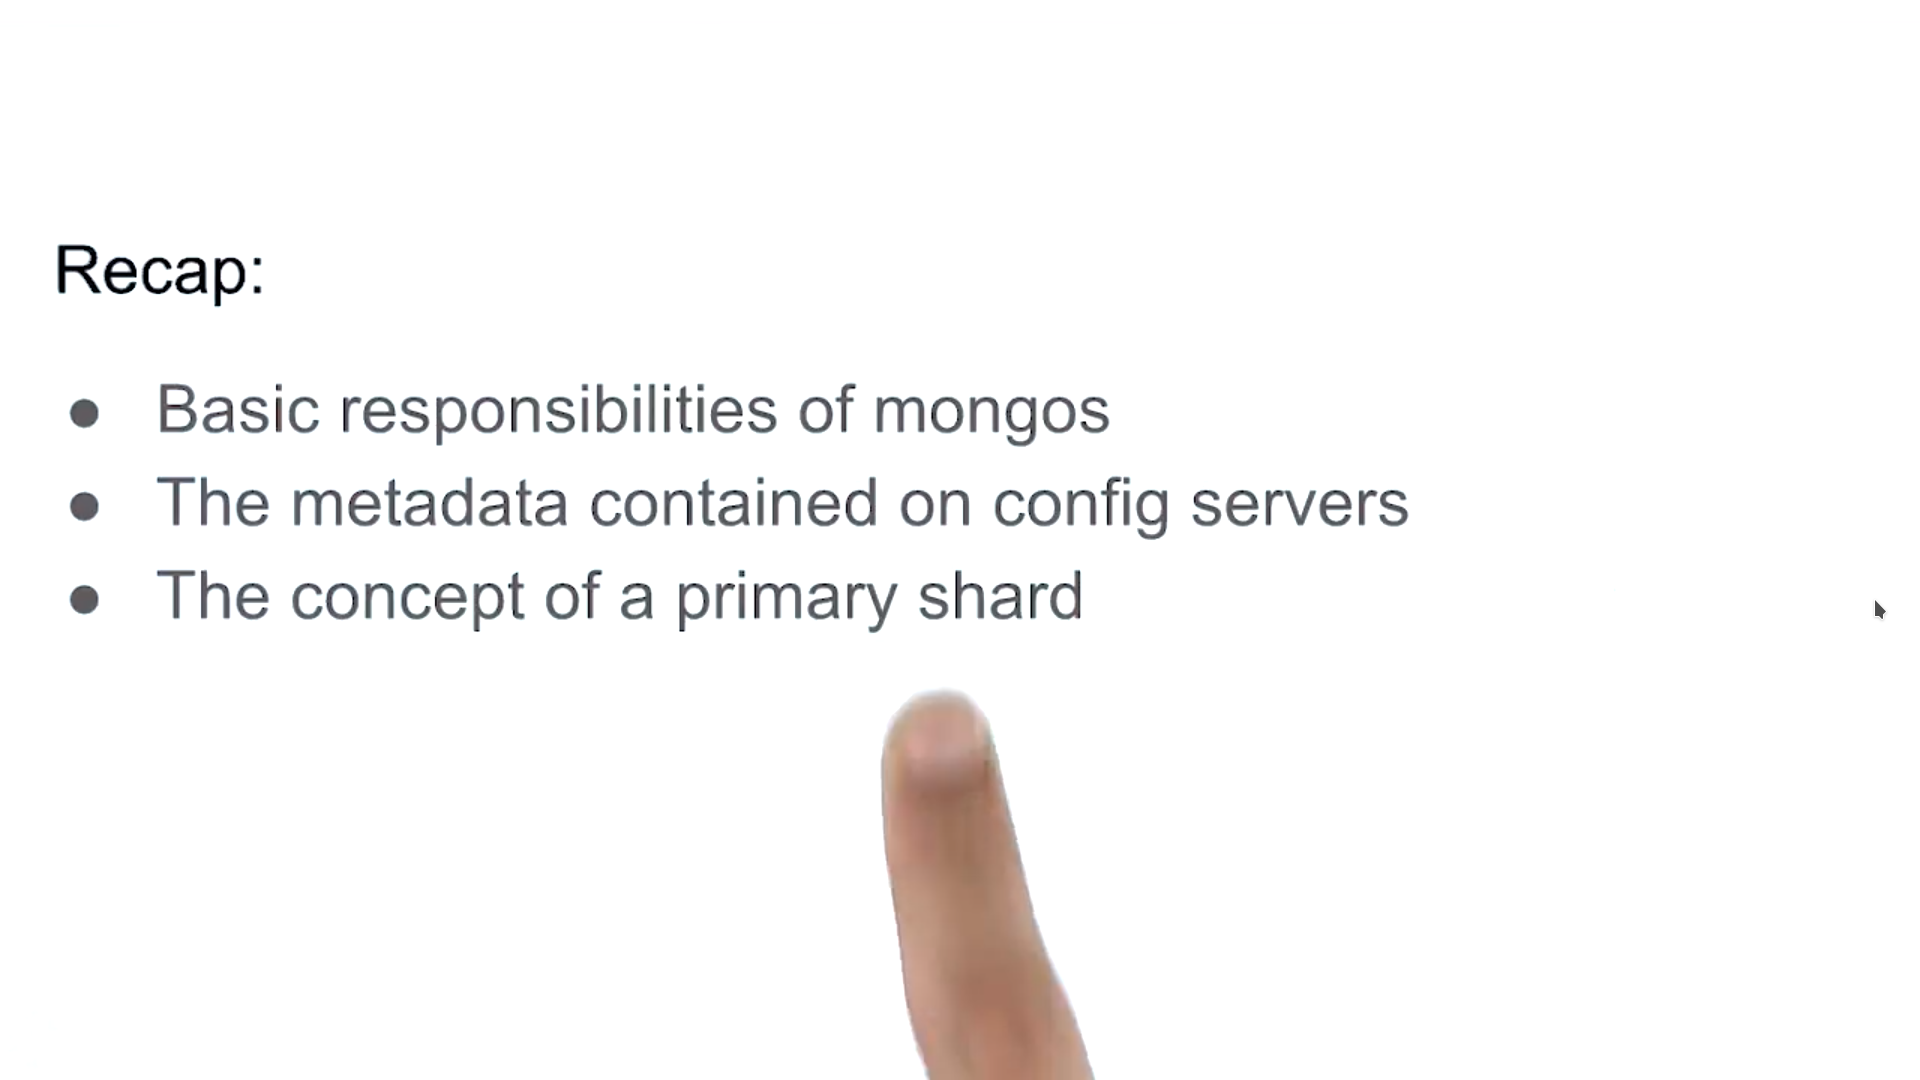 Recap:
● Basic responsibilities of mongos
● The metadata contained on config servers
● The concept of a primary shard